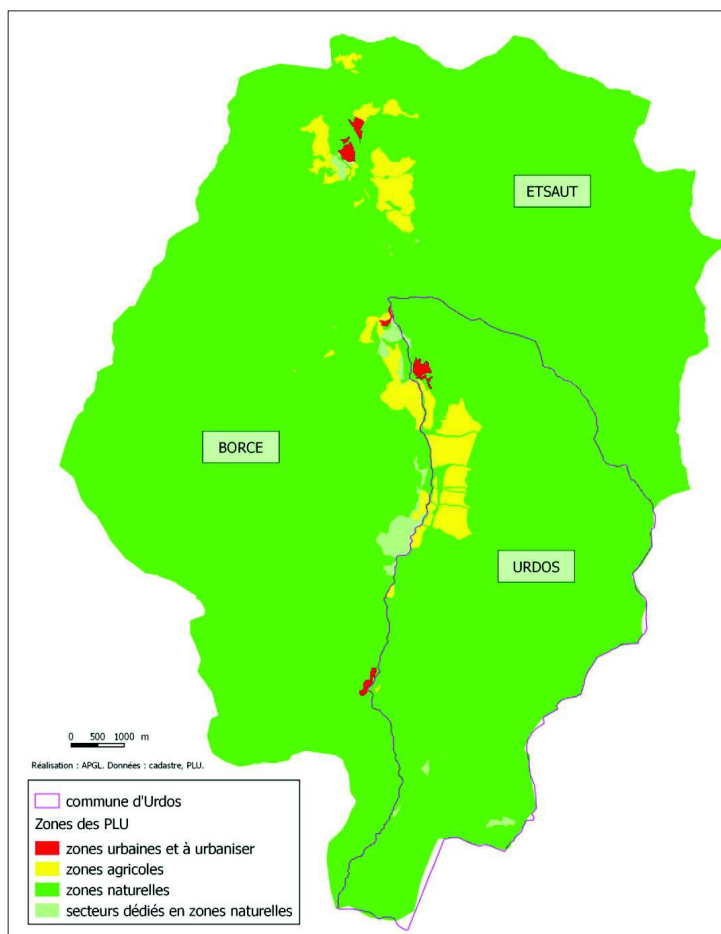 ETSAUT
BORCE
URDOS
0 500 1000 m
Réalisation : APGL. Données : cadastre, PLU.
commune d'Urdos
Zones des PLU
zones urbaines et à urbaniser
zones agricoles
zones naturelles
secteurs dédiés en zones naturelles